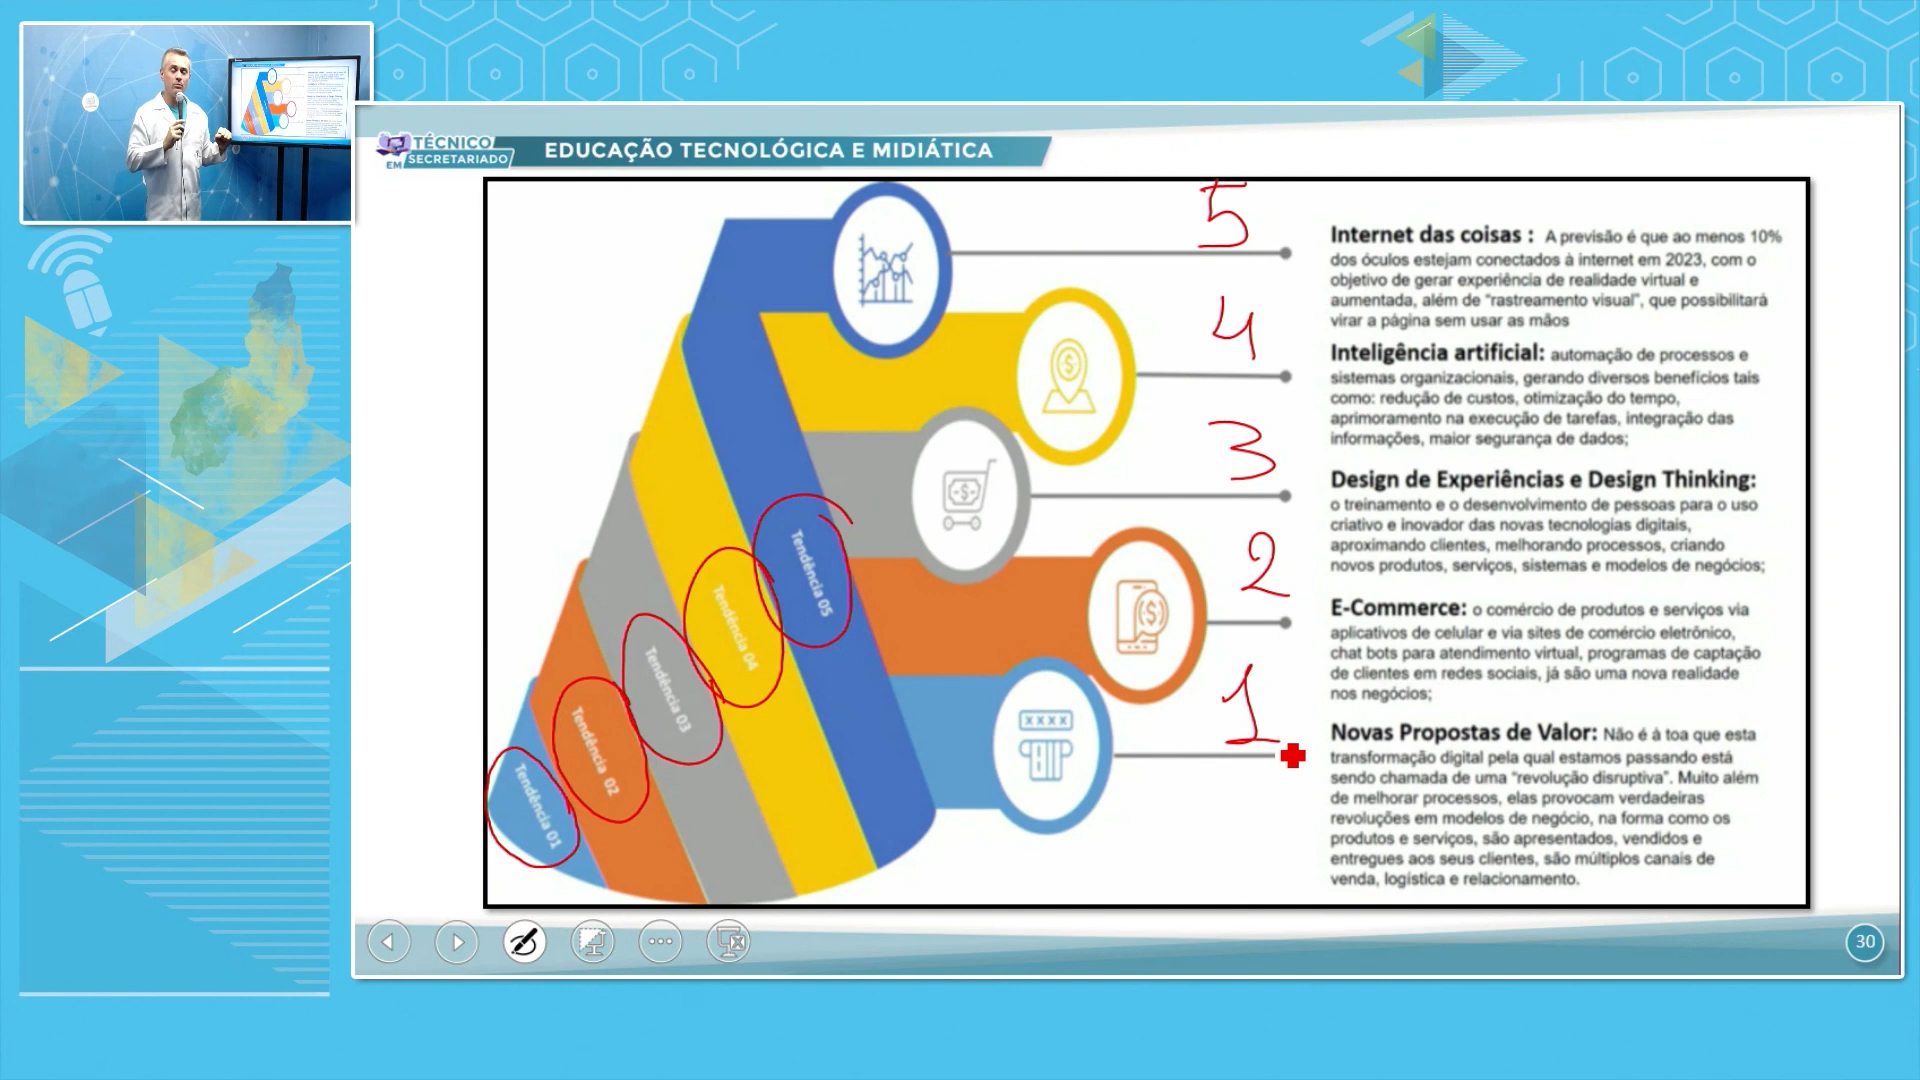 TÉCNICO
EM SECRETARIADO
EDUCAÇÃO TECNOLÓGICA E MIDIÁTICA
5
4
3
2
1
Tendência 05
Tendência 04
Tendência 03
Tendência 02
Tendência 01
XXXX
Internet das coisas : A previsão é que ao menos 10%
dos óculos estejam conectados à internet em 2023, com o
objetivo de gerar experiência de realidade virtual e
aumentada, além de “rastreamento visual”, que possibilitará
virar a página sem usar as mãos
Inteligência artificial: automação de processos e
sistemas organizacionais, gerando diversos benefícios tais
como: redução de custos, otimização do tempo,
aprimoramento na execução de tarefas, integração das
informações, maior segurança de dados;
Design de Experiências e Design Thinking:
o treinamento e o desenvolvimento de pessoas para o uso
criativo e inovador das novas tecnologias digitais,
aproximando clientes, melhorando processos, criando
novos produtos, serviços, sistemas e modelos de negócios;
E-Commerce: o comércio de produtos e serviços via
aplicativos de celular e via sites de comércio eletrônico,
chat bots para atendimento virtual, programas de captação
de clientes em redes sociais, já são uma nova realidade
nos negócios;
Novas Propostas de Valor: Não é à toa que esta
transformação digital pela qual estamos passando está
sendo chamada de uma “revolução disruptiva”. Muito além
de melhorar processos, elas provocam verdadeiras
revoluções em modelos de negócio, na forma como os
produtos e serviços, são apresentados, vendidos e
entregues aos seus clientes, são múltiplos canais de
venda, logística e relacionamento.
30